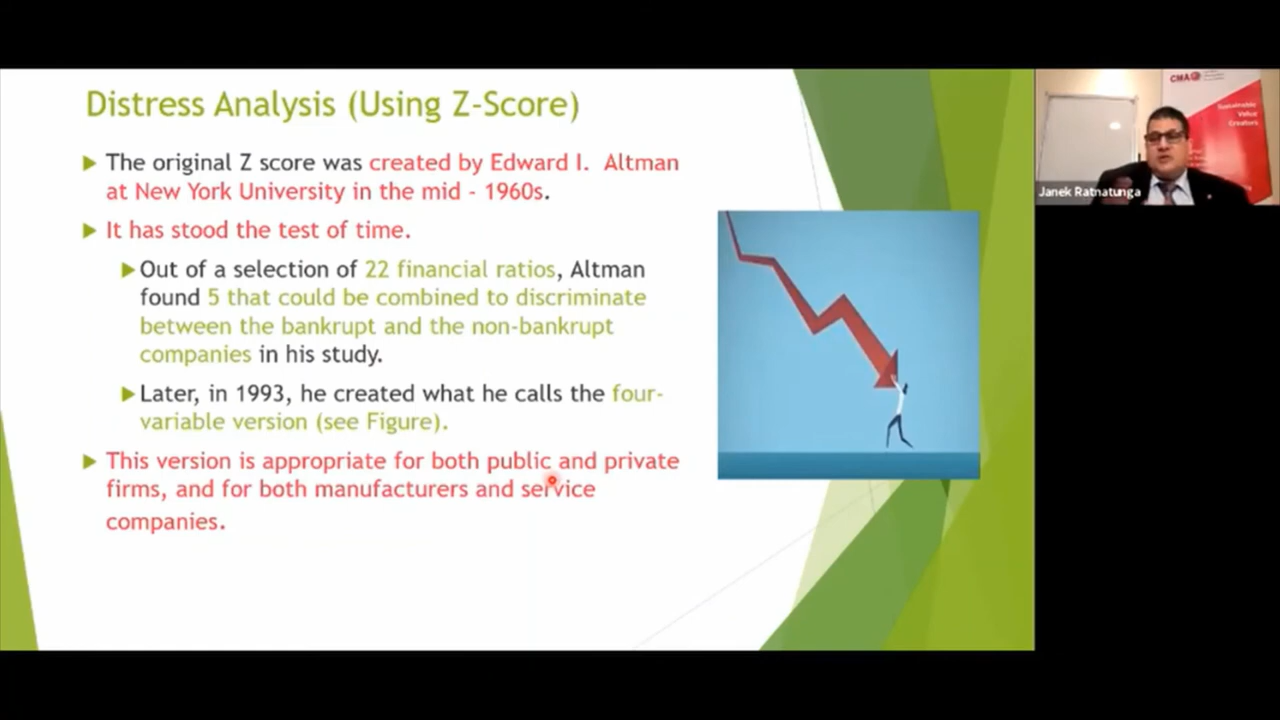 Distress Analysis (Using Z-Score)
The original Z score was created by Edward I. Altman
at New York University in the mid - 1960s.
It has stood the test of time.
Out of a selection of 22 financial ratios, Altman
found 5 that could be combined to discriminate
between the bankrupt and the non-bankrupt
companies in his study.
Later, in 1993, he created what he calls the four-
variable version (see Figure).
This version is appropriate for both public and private
firms, and for both manufacturers and service
companies.
CMA
Sustainable
Value
Creators
Janek Ratnatunga